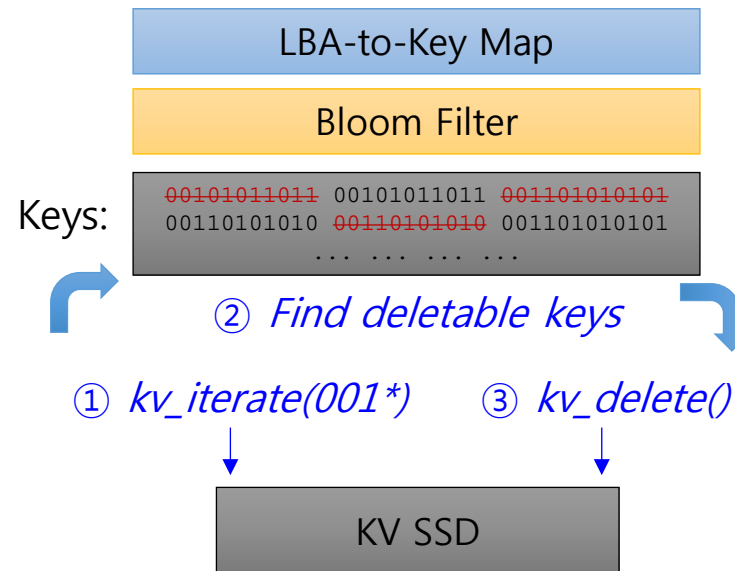 LBA-to-Key Map
Bloom Filter
Keys:
00101011011 00101011011 001101010101
00110101010 00110101010 001101010101
... ... ... ...
② Find deletable keys
① kv_iterate(001*) ③ kv_delete()
KV SSD